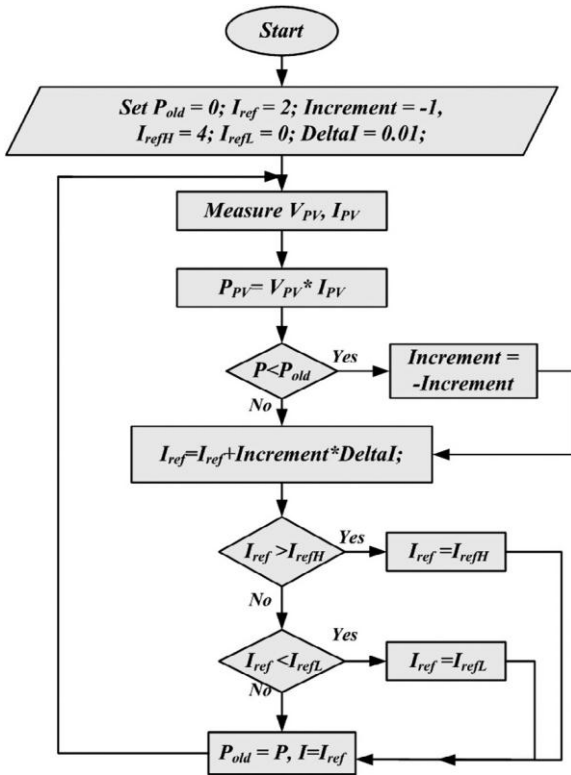 Start
Set P_old = 0; I_ref = 2; Increment = -1,
I_refH = 4; I_refL = 0; DeltaI = 0.01;
Measure V_PV, I_PV
P_PV= V_PV* I_PV
P<P_old
Yes
Increment =
-Increment
No
I_ref=I_ref+Increment*DeltaI;
I_ref >I_refH
Yes
I_ref =I_refH
No
I_ref <I_refL
Yes
I_ref =I_refL
No
P_old = P, I=I_ref